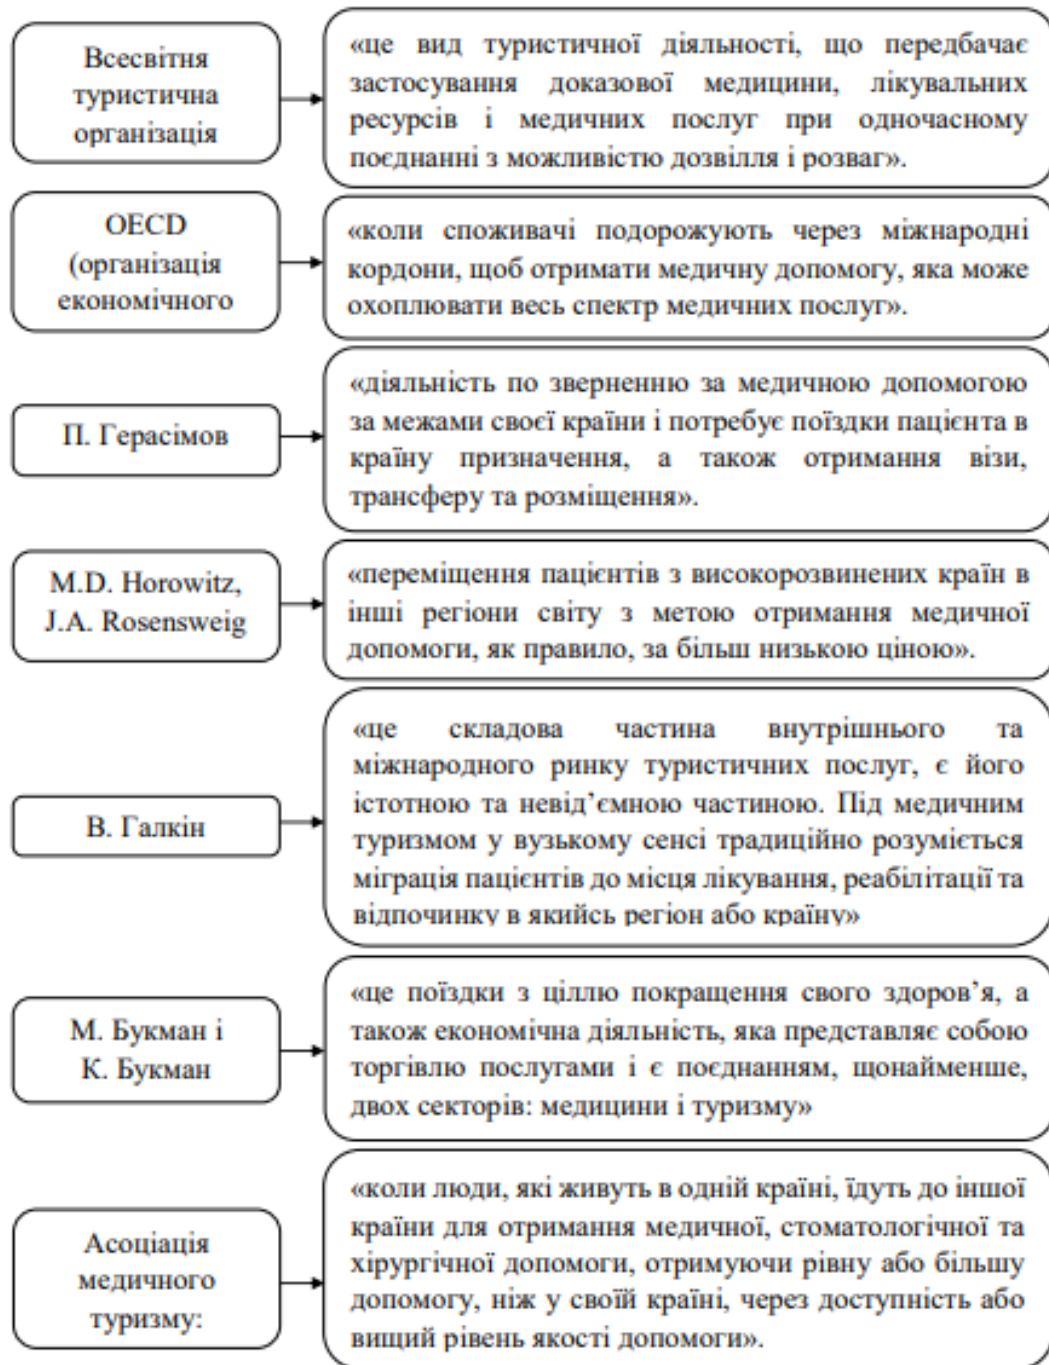 Всесвітня
туристична
організація
«це вид туристичної діяльності, що передбачає
застосування доказової медицини, лікувальних
ресурсів і медичних послуг при одночасному
поєднанні з можливістю дозвілля і розваг».
OECD
(організація
економічного
«коли споживачі подорожують через міжнародні
кордони, щоб отримати медичну допомогу, яка може
охоплювати весь спектр медичних послуг».
П. Герасімов
«діяльність по зверненню за медичною допомогою
за межами своєї країни і потребує поїздки пацієнта в
країну призначення, а також отримання візи,
трансферу та розміщення».
M.D. Horowitz,
J.A. Rosensweig
«переміщення пацієнтів з високорозвинених країн в
інші регіони світу з метою отримання медичної
допомоги, як правило, за більш низькою ціною».
В. Галкін
«це складова частина внутрішнього та
міжнародного ринку туристичних послуг, є його
істотною та невід’ємною частиною. Під медичним
туризмом у вузькому сенсі традиційно розуміється
міграція пацієнтів до місця лікування, реабілітації та
відпочинку в якийсь регіон або країну»
М. Букман і
К. Букман
«це поїздки з ціллю покращення свого здоров’я, а
також економічна діяльність, яка представляє собою
торгівлю послугами і є поєднанням, щонайменше,
двох секторів: медицини і туризму»
Асоціація
медичного
туризму:
«коли люди, які живуть в одній країні, їдуть до іншої
країни для отримання медичної, стоматологічної та
хірургічної допомоги, отримуючи рівну або більшу
допомогу, ніж у своїй країні, через доступність або
вищий рівень якості допомоги».